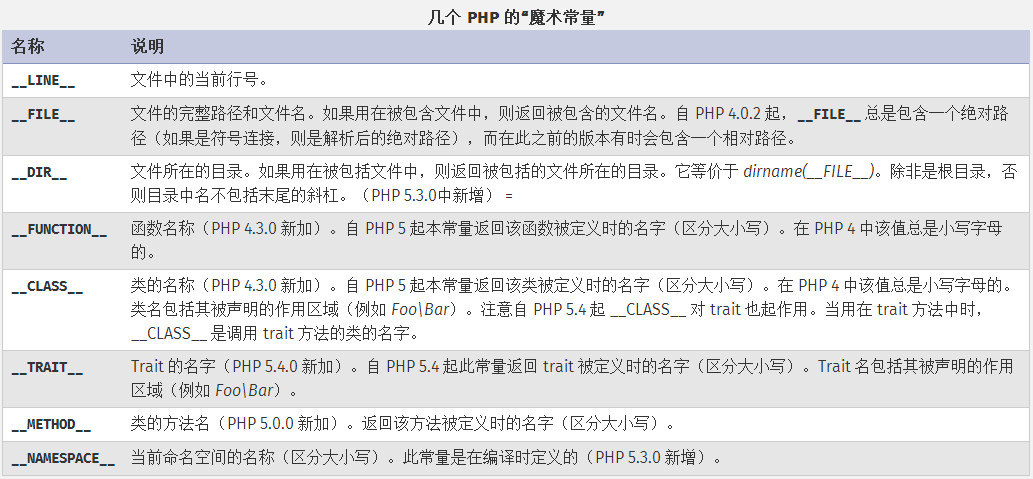 几个 PHP 的“魔术常量”
名称 说明
__LINE__ 文件中的当前行号。
__FILE__ 文件的完整路径和文件名。如果用在被包含文件中，则返回被包含的文件名。自 PHP 4.0.2 起，__FILE__ 总是包含一个绝对路
径（如果是符号连接，则是解析后的绝对路径），而在此之前的版本有时会包含一个相对路径。
__DIR__ 文件所在的目录。如果用在被包括文件中，则返回被包括的文件所在的目录。它等价于 dirname(__FILE__)。除非是根目录，否
则目录中名不包括末尾的斜杠。（PHP 5.3.0中新增） =
__FUNCTION__ 函数名称（PHP 4.3.0 新加）。自 PHP 5 起本常量返回该函数被定义时的名字（区分大小写）。在 PHP 4 中该值总是小写字母
的。
__CLASS__ 类的名称（PHP 4.3.0 新加）。自 PHP 5 起本常量返回该类被定义时的名字（区分大小写）。在 PHP 4 中该值总是小写字母的。
类名包括其被声明的作用区域（例如 Foo\Bar）。注意自 PHP 5.4 起 __CLASS__ 对 trait 也起作用。当用在 trait 方法中时，
__CLASS__ 是调用 trait 方法的类的名字。
__TRAIT__ Trait 的名字（PHP 5.4.0 新加）。自 PHP 5.4 起此常量返回 trait 被定义时的名字（区分大小写）。Trait 名包括其被声明的作用
区域（例如 Foo\Bar）。
__METHOD__ 类的方法名（PHP 5.0.0 新加）。返回该方法被定义时的名字（区分大小写）。
__NAMESPACE__ 当前命名空间的名称（区分大小写）。此常量是在编译时定义的（PHP 5.3.0 新增）。